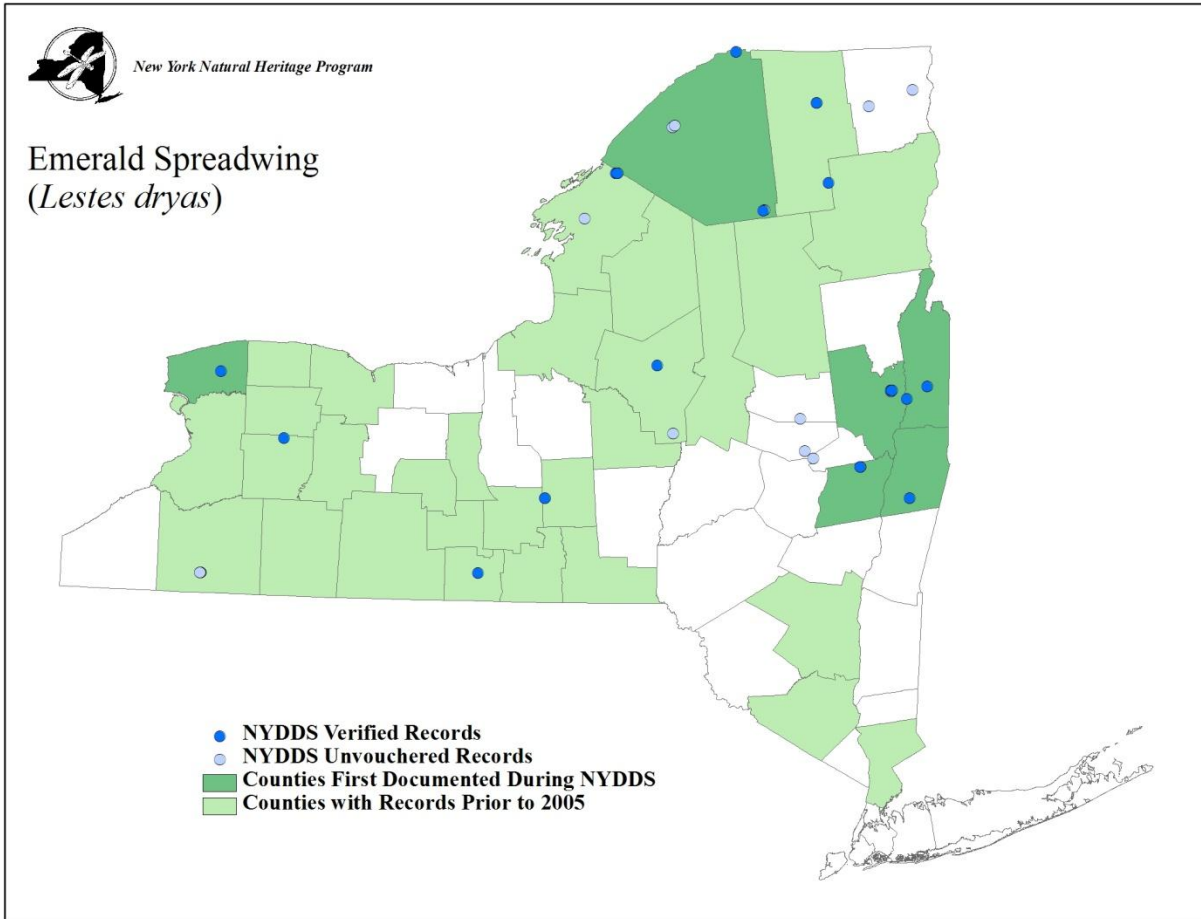 New York Natural Heritage Program
Emerald Spreadwing
(Lestes dryas)
NYDDS Verified Records
NYDDS Unvouchered Records
Counties First Documented During NYDDS
Counties with Records Prior to 2005